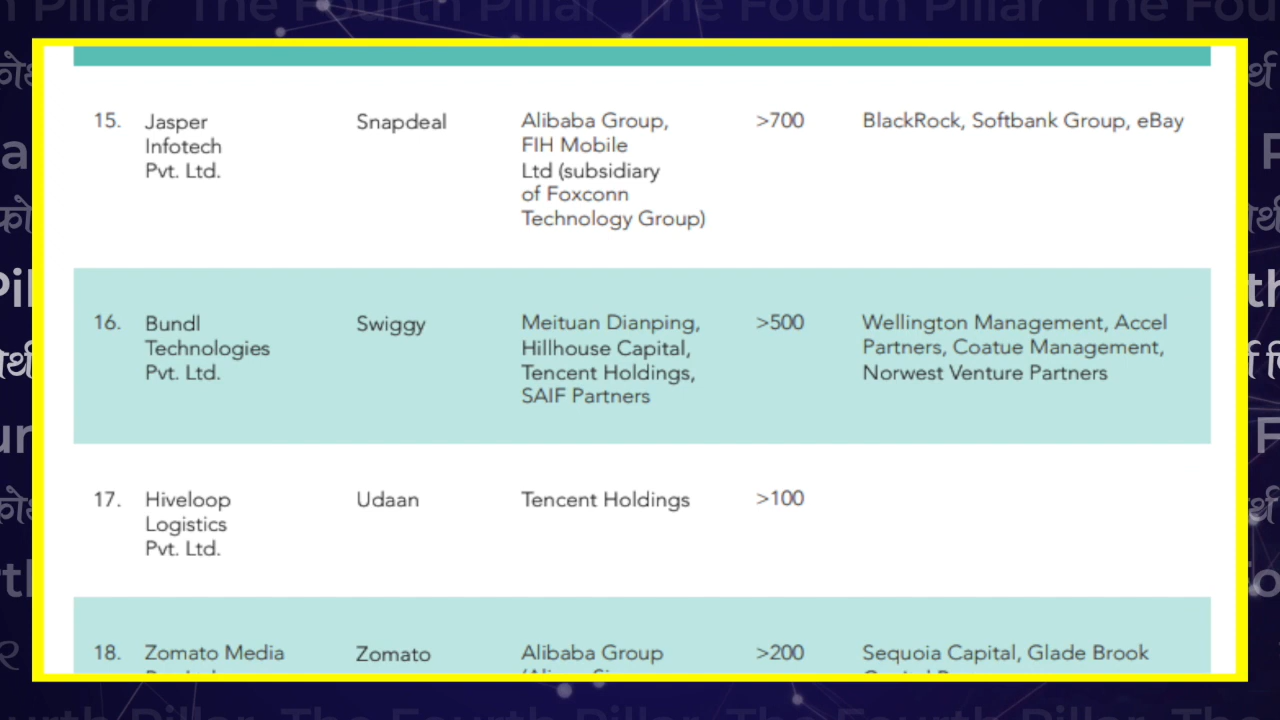 The Fourth Pillar The Fourth Pillar The Fou
15. Jasper Snapdeal Alibaba Group, >700 BlackRock, Softbank Group, eBay
Infotech FIH Mobile
Pvt. Ltd. Ltd (subsidiary
of Foxconn
Technology Group)
16. Bundl Swiggy Meituan Dianping, >500 Wellington Management, Accel
Technologies Hillhouse Capital, Partners, Coatue Management,
Pvt. Ltd. Tencent Holdings, Norwest Venture Partners
SAIF Partners
17. Hiveloop Udaan Tencent Holdings >100
Logistics
Pvt. Ltd.
18. Zomato Media Zomato Alibaba Group >200 Sequoia Capital, Glade Brook